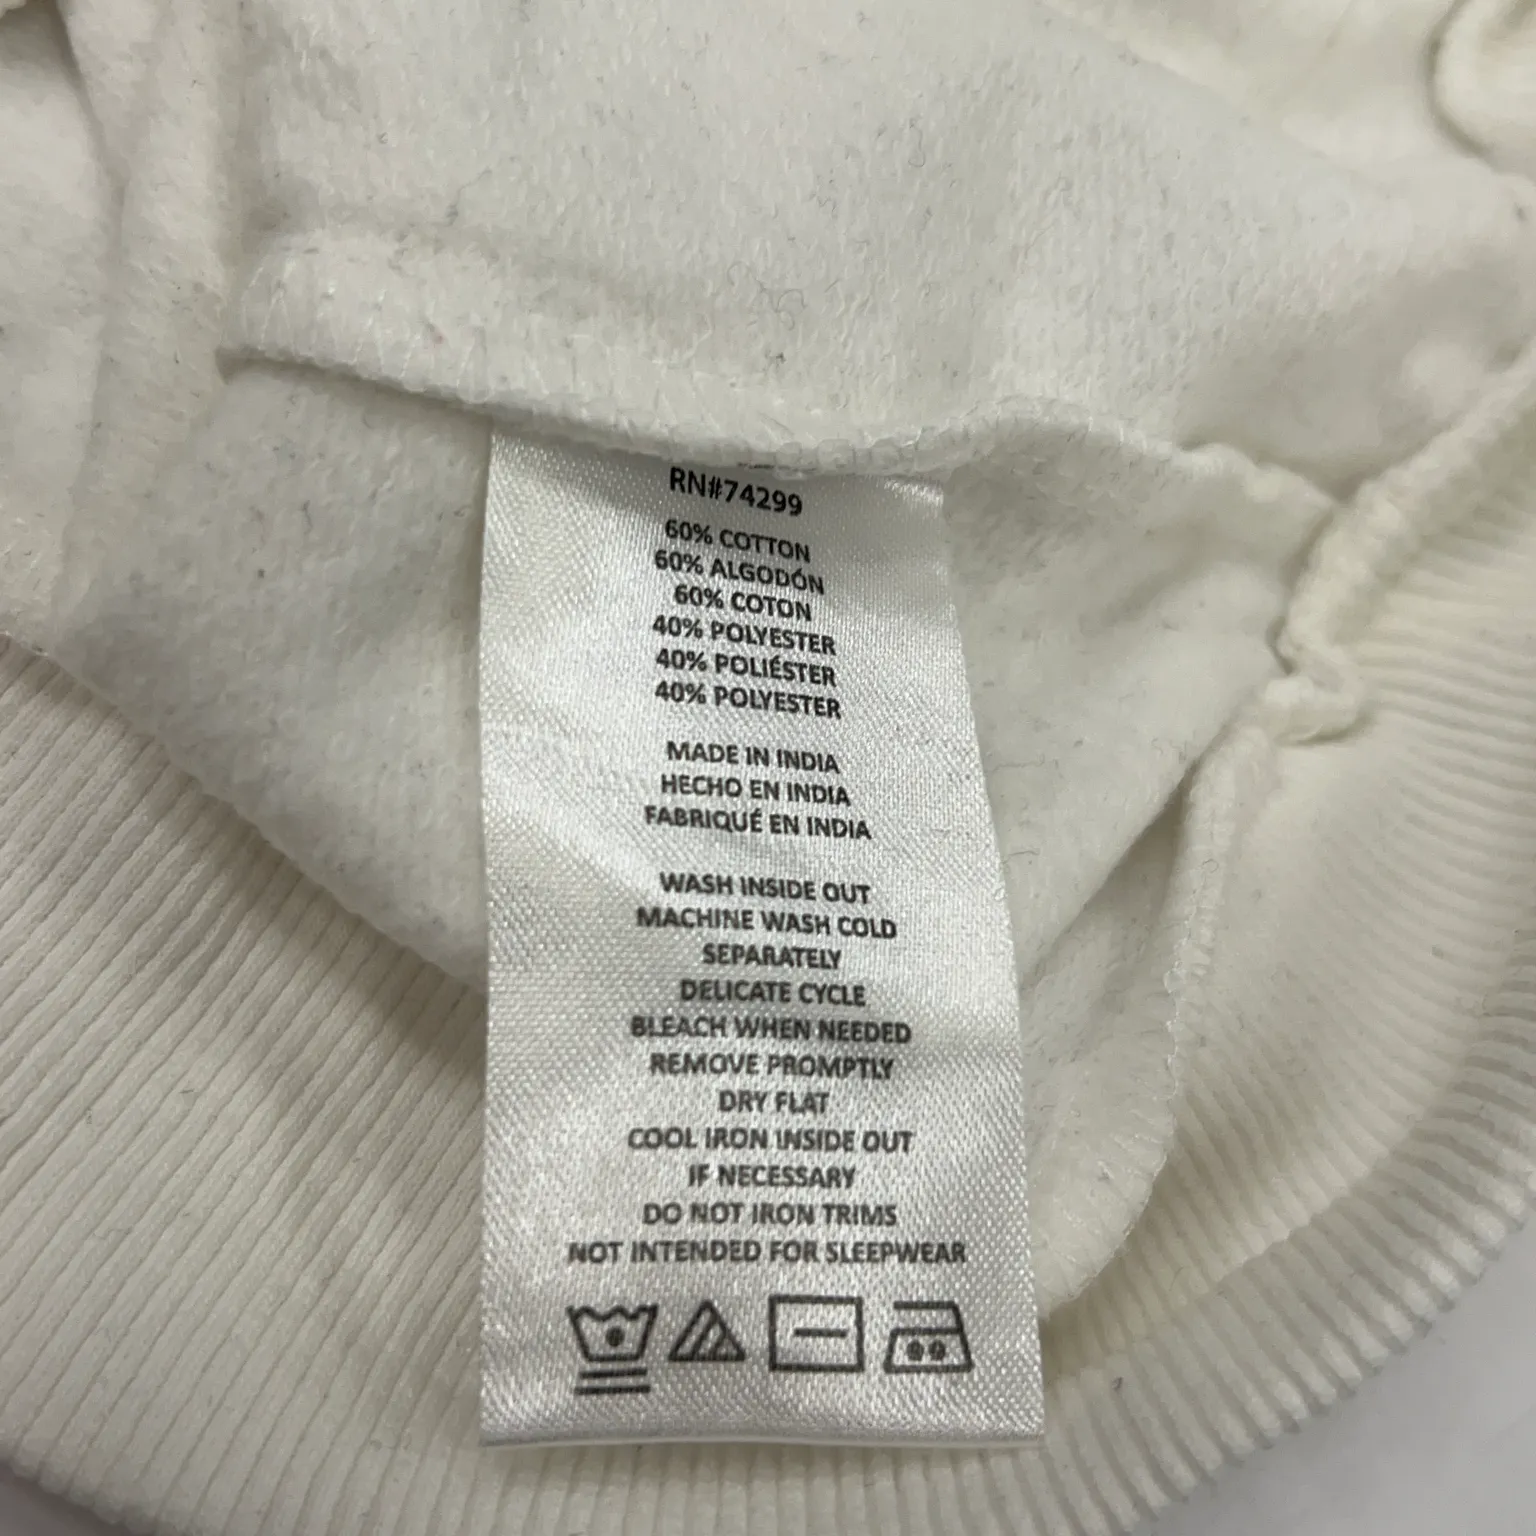 RN#74299
60% COTTON
60% ALGODÓN
60% COTON
40% POLYESTER
40% POLIÉSTER
40% POLYESTER
MADE IN INDIA
HECHO EN INDIA
FABRIQUÉ EN INDIA
WASH INSIDE OUT
MACHINE WASH COLD
SEPARATELY
DELICATE CYCLE
BLEACH WHEN NEEDED
REMOVE PROMPTLY
DRY FLAT
COOL IRON INSIDE OUT
IF NECESSARY
DO NOT IRON TRIMS
NOT INTENDED FOR SLEEPWEAR